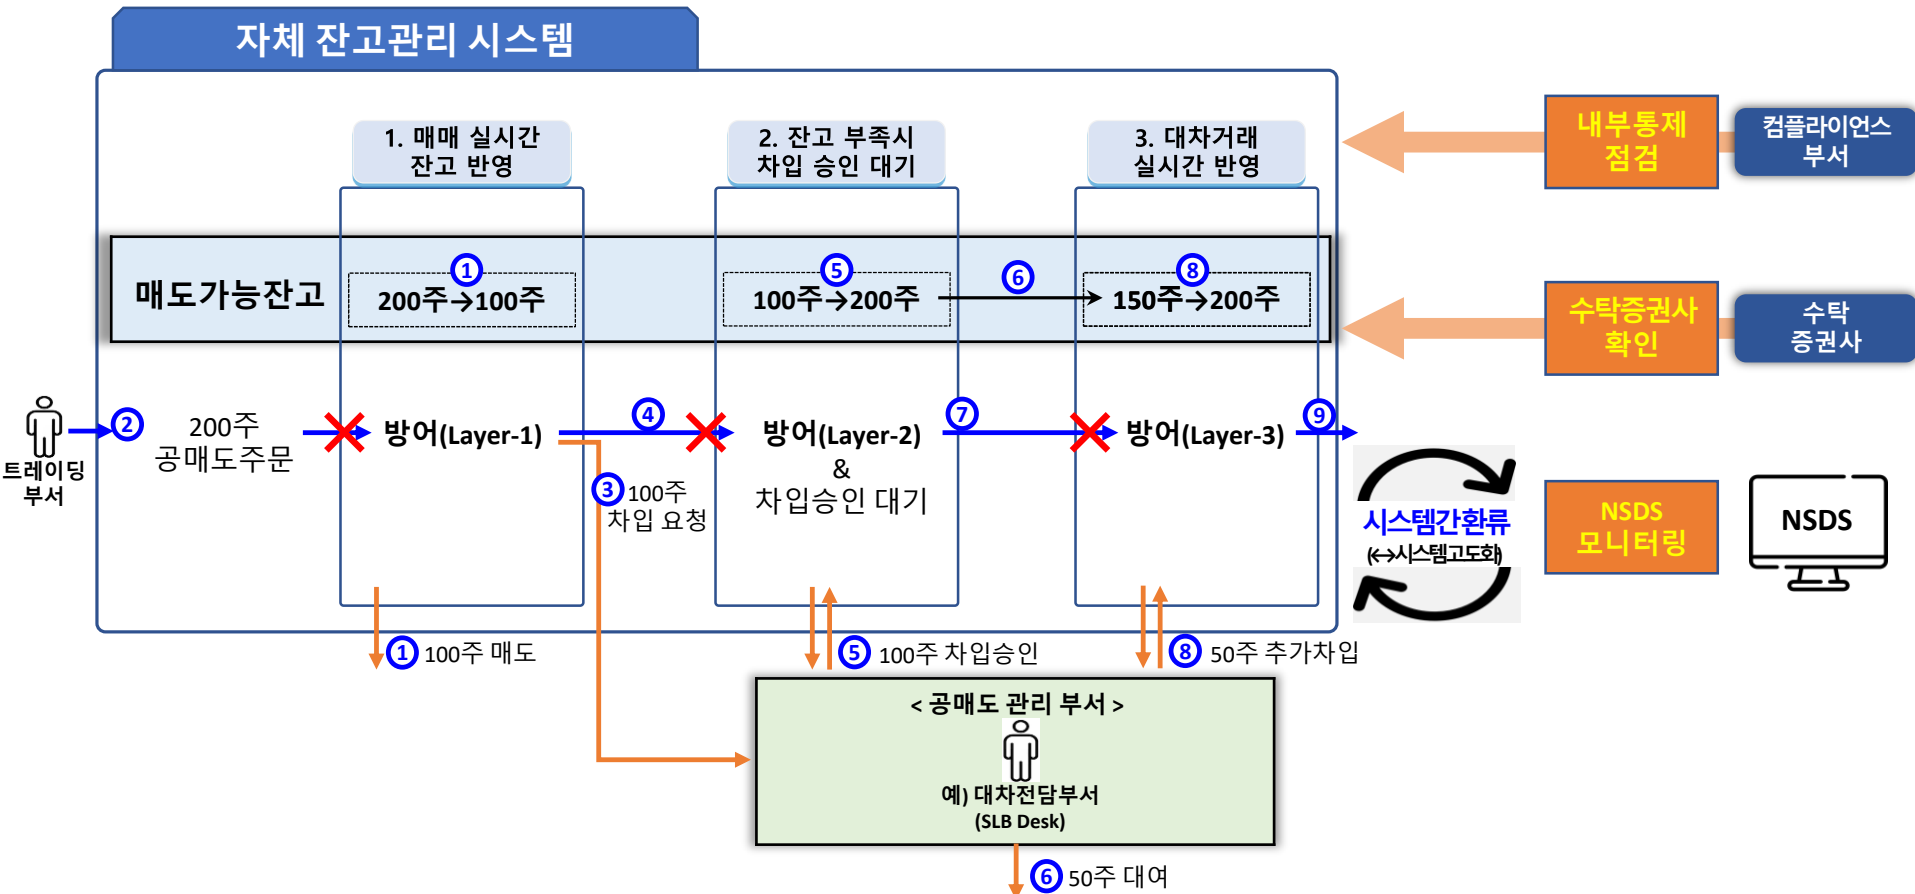 자체 잔고관리 시스템
1. 매매 실시간
잔고 반영
2. 잔고 부족시
차입 승인 대기
3. 대차거래
실시간 반영
내부통제
점검
컴플라이언스
부서
매도가능잔고
①
200주→100주
⑤
100주→200주
⑥
⑧
150주→200주
수탁증권사
확인
수탁
증권사
트레이딩
부서
②
200주
공매도주문
방어(Layer-1)
④
방어(Layer-2)
&
차입승인 대기
⑦
방어(Layer-3)
⑨
③ 100주
차입 요청
시스템간환류
(↔시스템고도화)
NSDS
모니터링
NSDS
① 100주 매도
⑤ 100주 차입승인
⑧ 50주 추가차입
< 공매도 관리 부서 >
예) 대차전담부서
(SLB Desk)
⑥ 50주 대여